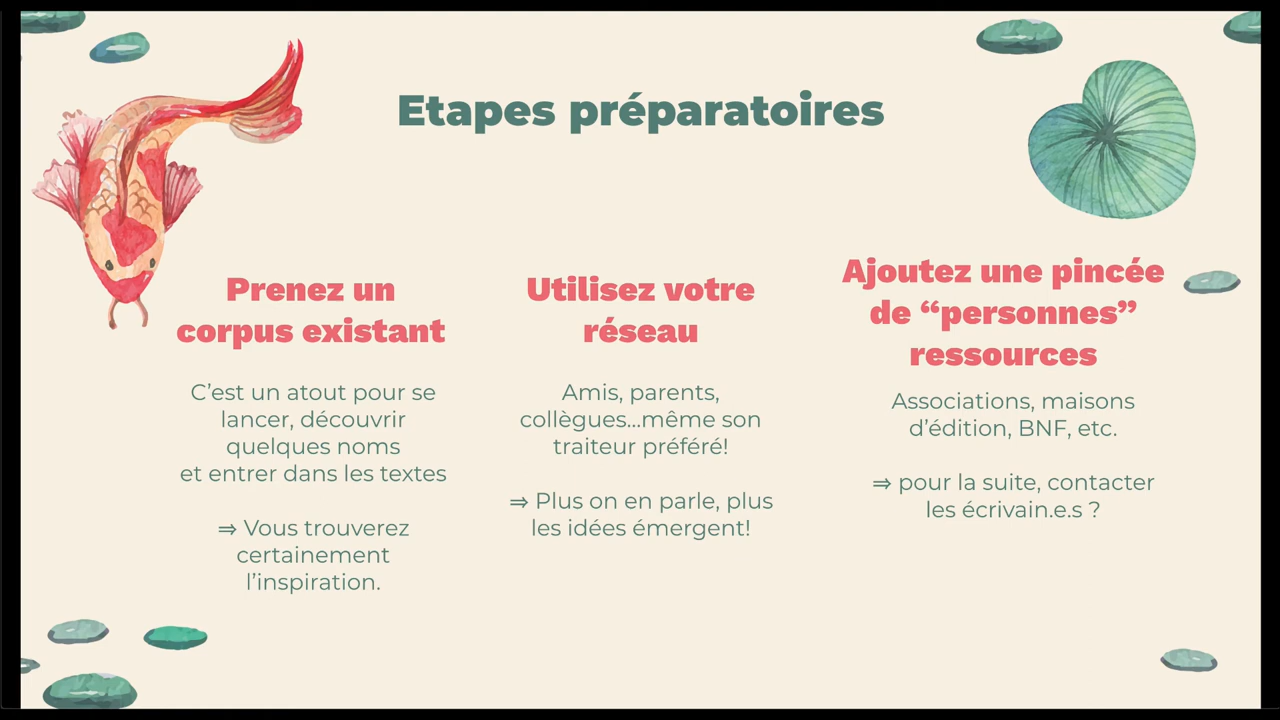 Etapes préparatoires
Prenez un
corpus existant
C’est un atout pour se
lancer, découvrir
quelques noms
et entrer dans les textes
⇒ Vous trouverez
certainement
l’inspiration.
Utilisez votre
réseau
Amis, parents,
collègues...même son
traiteur préféré!
⇒ Plus on en parle, plus
les idées émergent!
Ajoutez une pincée
de “personnes”
ressources
Associations, maisons
d’édition, BNF, etc.
⇒ pour la suite, contacter
les écrivain.e.s ?